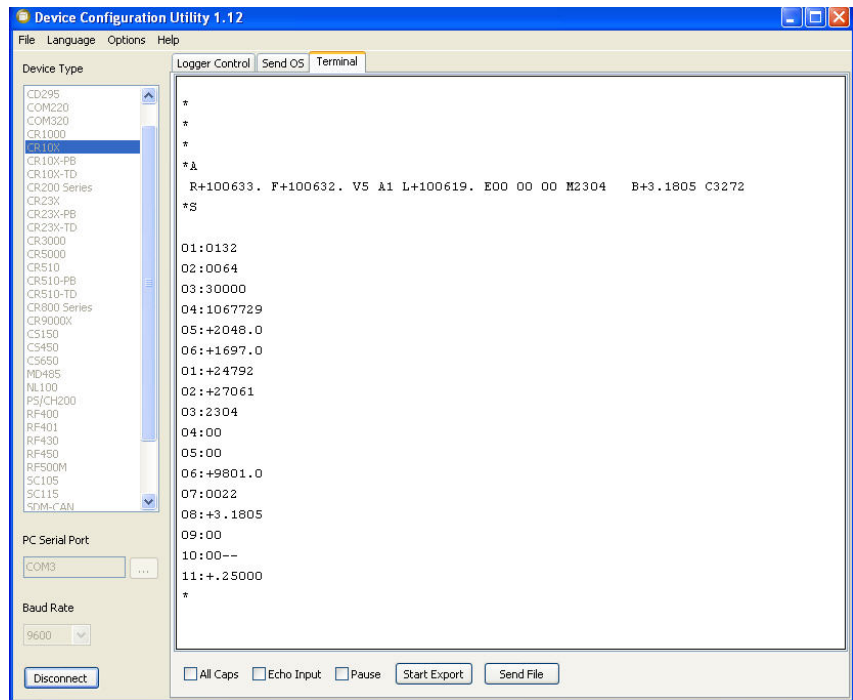 Device Configuration Utility 1.12
File Language Options Help
Device Type
CD295
COM220
COM320
CR1000
CR10X
CR10X-PB
CR10X-TD
CR200 Series
CR23X
CR23X-PB
CR23X-TD
CR3000
CR5000
CR510
CR510-PB
CR510-TD
CR800 Series
CR9000X
CS150
CS450
CS650
MD485
NL100
PS/CH200
RF400
RF401
RF430
RF450
RF500M
SC105
SC115
SDM-CAN
PC Serial Port
COM3
...
Baud Rate
9600
Disconnect
Logger Control Send OS Terminal
*
*
*
*A
R+100633. F+100632. V5 A1 L+100619. E00 00 00 M2304 B+3.1805 C3272
*S
01:0132
02:0064
03:30000
04:1067729
05:+2048.0
06:+1697.0
01:+24792
02:+27061
03:2304
04:00
05:00
06:+9801.0
07:0022
08:+3.1805
09:00
10:00--
11:+.25000
*
All Caps Echo Input Pause Start Export Send File